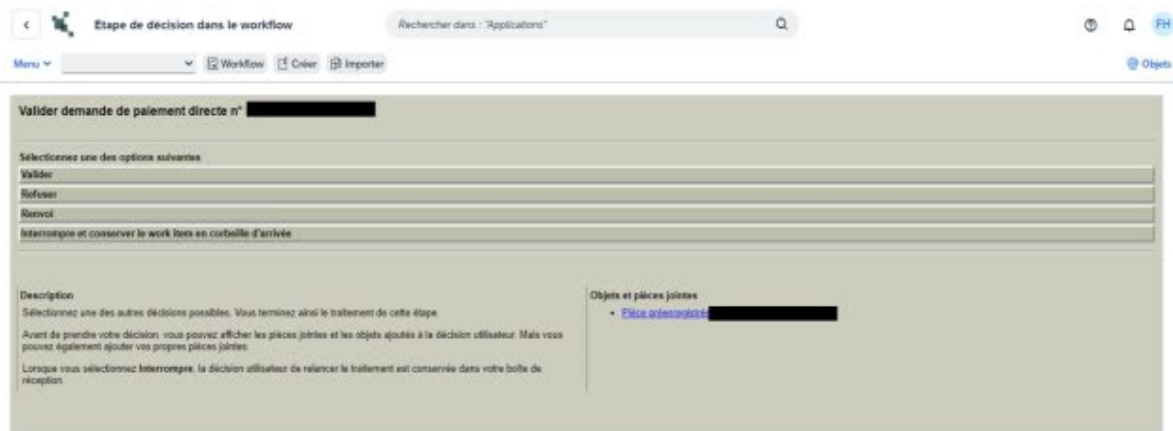 Etape de décision dans le workflow
Rechercher dans : "Applications"
FH
Menu
Workflow
Créer
Importer
Objets
Valider demande de paiement directe n°
Sélectionnez une des options suivantes
Valider
Refuser
Renvoi
Interrompre et conserver le work item en corbeille d'arrivée
Description
Sélectionnez une des autres décisions possibles. Vous terminez ainsi le traitement de cette étape.
Avant de prendre votre décision, vous pouvez afficher les pièces jointes et les objets ajoutés à la décision utilisateur. Mais vous
pouvez également ajouter vos propres pièces jointes.
Lorsque vous sélectionnez Interrompre, la décision utilisateur de relancer le traitement est conservée dans votre boîte de
réception.
Objets et pièces jointes
Pièce préenregistrée